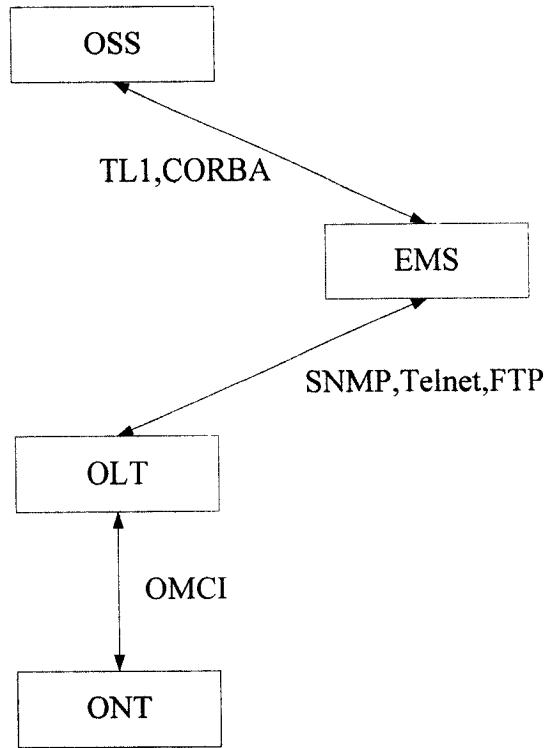 OSS
TL1,CORBA
EMS
SNMP,Telnet,FTP
OLT
OMCI
ONT